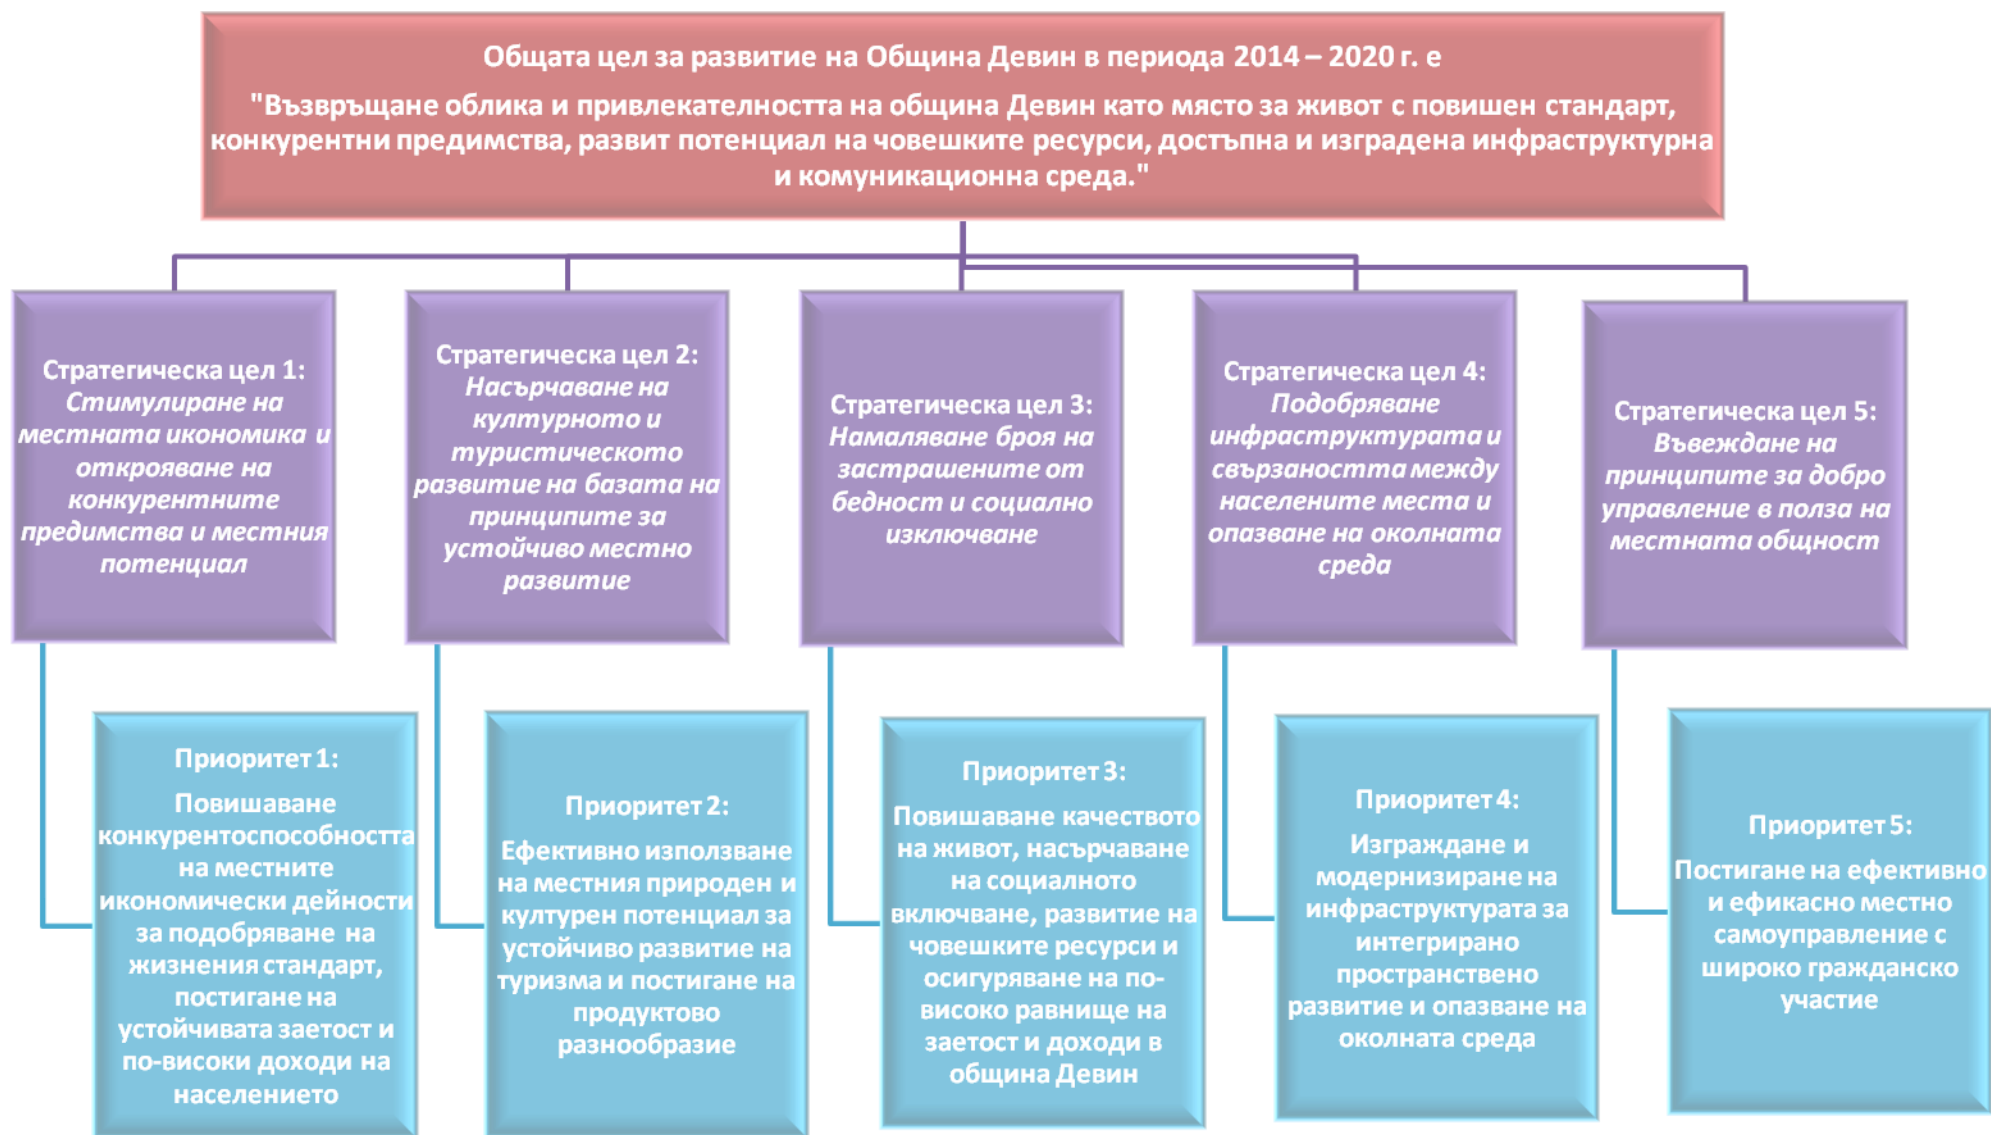 Общата цел за развитие на Община Девин в периода 2014 – 2020 г. е
"Възвръщане облика и привлекателността на община Девин като място за живот с повишен стандарт,
конкурентни предимства, развит потенциал на човешките ресурси, достъпна и изградена инфраструктурна
и комуникационна среда."
Стратегическа цел 1:
Стимулиране на
местната икономика и
открояване на
конкурентните
предимства и местния
потенциал
Стратегическа цел 2:
Насърчаване на
културното и
туристическото
развитие на базата на
принципите за
устойчиво местно
развитие
Стратегическа цел 3:
Намаляване броя на
застрашените от
бедност и социално
изключване
Стратегическа цел 4:
Подобряване
инфраструктурата и
свързаността между
населените места и
опазване на околната
среда
Стратегическа цел 5:
Въвеждане на
принципите за добро
управление в полза на
местната общност
Приоритет 1:
Повишаване
конкурентоспособността
на местните
икономически дейности
за подобряване на
жизнения стандарт,
постигане на
устойчивата заетост и
по-високи доходи на
населението
Приоритет 2:
Ефективно използване
на местния природен и
културен потенциал за
устойчиво развитие на
туризма и постигане на
продуктово
разнообразие
Приоритет 3:
Повишаване качеството
на живот, насърчаване
на социалното
включване, развитие на
човешките ресурси и
осигуряване на по-
високо равнище на
заетост и доходи в
община Девин
Приоритет 4:
Изграждане и
модернизиране на
инфраструктурата за
интегрирано
пространствено
развитие и опазване на
околната среда
Приоритет 5:
Постигане на ефективно
и ефикасно местно
самоуправление с
широко гражданско
участие